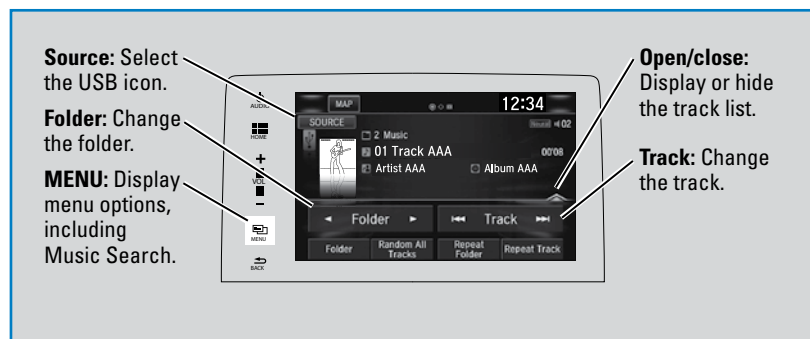 Source: Select
the USB icon.
Folder: Change
the folder.
MENU: Display
menu options,
including
Music Search.
AUDIO
HOME
VOL
MENU
BACK
MAP
12:34
SOURCE
02
2 Music
01 Track AAA
00'08
Artist AAA
Album AAA
Folder
Track
Folder
Random All
Tracks
Repeat
Folder
Repeat Track
Open/close:
Display or hide
the track list.
Track: Change
the track.